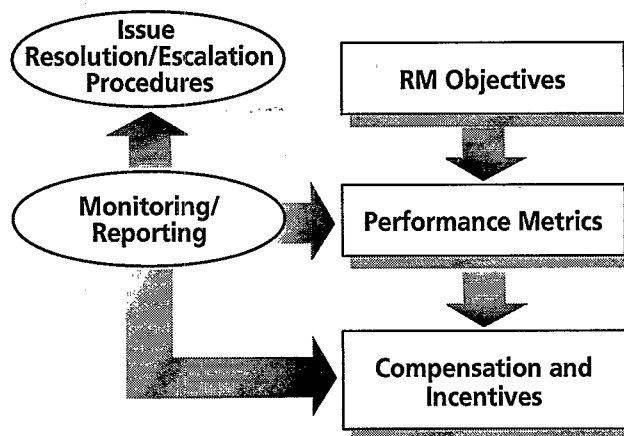 Issue
Resolution/Escalation
Procedures
RM Objectives
Monitoring/
Reporting
Performance Metrics
Compensation and
Incentives